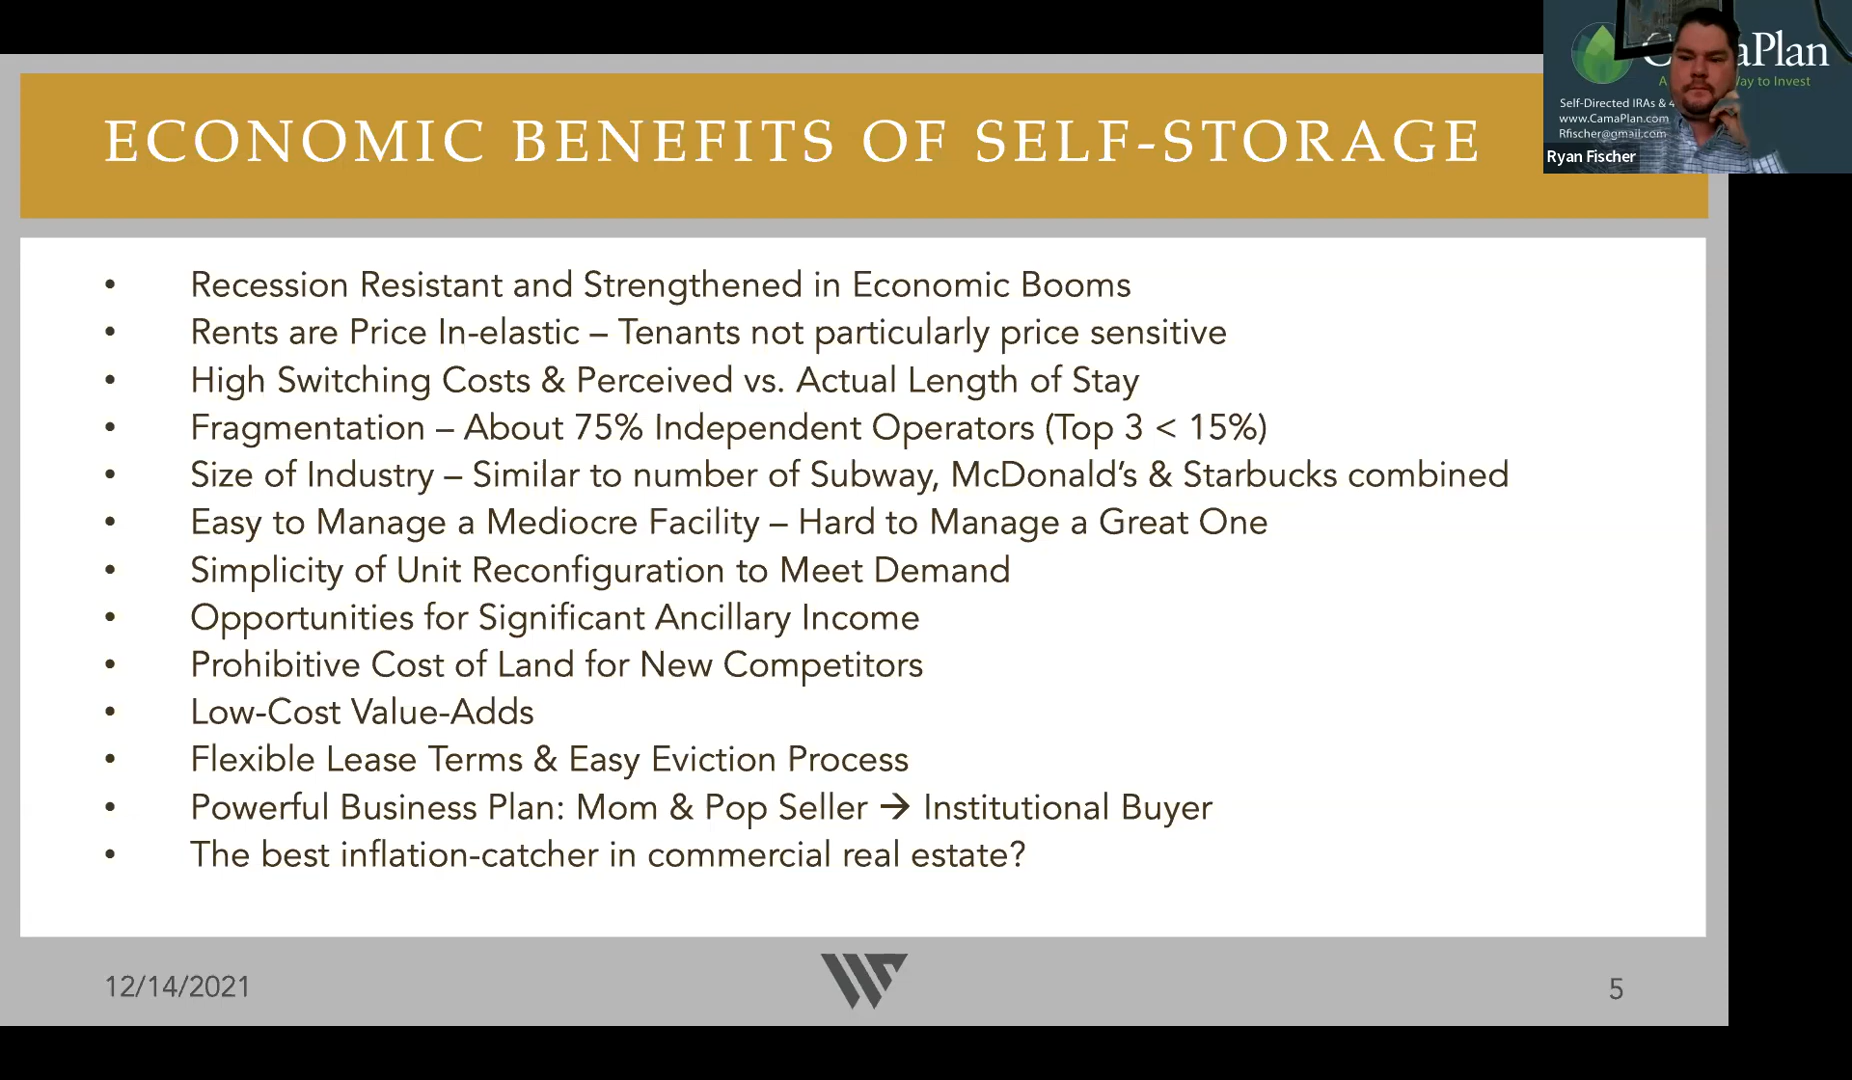 ECONOMIC BENEFITS OF SELF-STORAGE
• Recession Resistant and Strengthened in Economic Booms
• Rents are Price In-elastic – Tenants not particularly price sensitive
• High Switching Costs & Perceived vs. Actual Length of Stay
• Fragmentation – About 75% Independent Operators (Top 3 < 15%)
• Size of Industry – Similar to number of Subway, McDonald’s & Starbucks combined
• Easy to Manage a Mediocre Facility – Hard to Manage a Great One
• Simplicity of Unit Reconfiguration to Meet Demand
• Opportunities for Significant Ancillary Income
• Prohibitive Cost of Land for New Competitors
• Low-Cost Value-Adds
• Flexible Lease Terms & Easy Eviction Process
• Powerful Business Plan: Mom & Pop Seller → Institutional Buyer
• The best inflation-catcher in commercial real estate?
12/14/2021
5
aPlan
Way to Invest
Self-Directed IRAs & 4
www.CamaPlan.com
Rfischer@gmail.com
Ryan Fischer